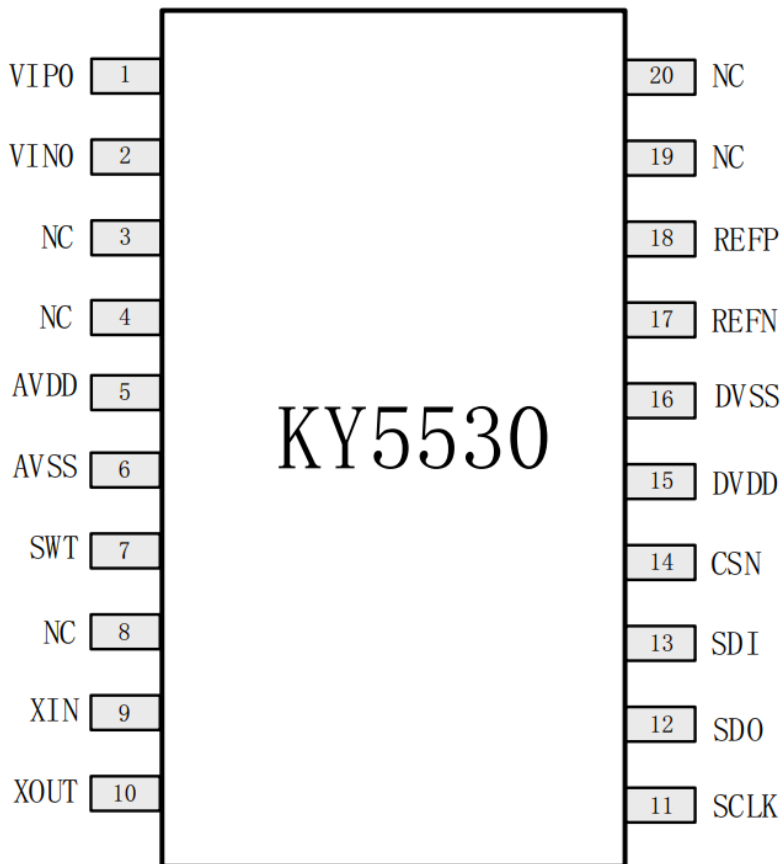 VIP0 1 20 NC
VIN0 2 19 NC
NC 3 18 REFP
NC 4 17 REFN
AVDD 5 16 DVSS
KY5530
AVSS 6 15 DVDD
SWT 7 14 CSN
NC 8 13 SDI
XIN 9 12 SDO
XOUT 10 11 SCLK